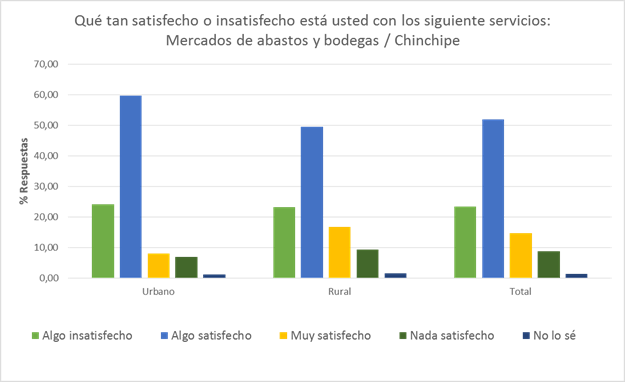 Qué tan satisfecho o insatisfecho está usted con los siguiente servicios:
Mercados de abastos y bodegas / Chinchipe
70,00
60,00
50,00
40,00
30,00
20,00
10,00
0,00
% Respuestas
Urbano Rural Total
Algo insatisfecho Algo satisfecho Muy satisfecho Nada satisfecho No lo sé